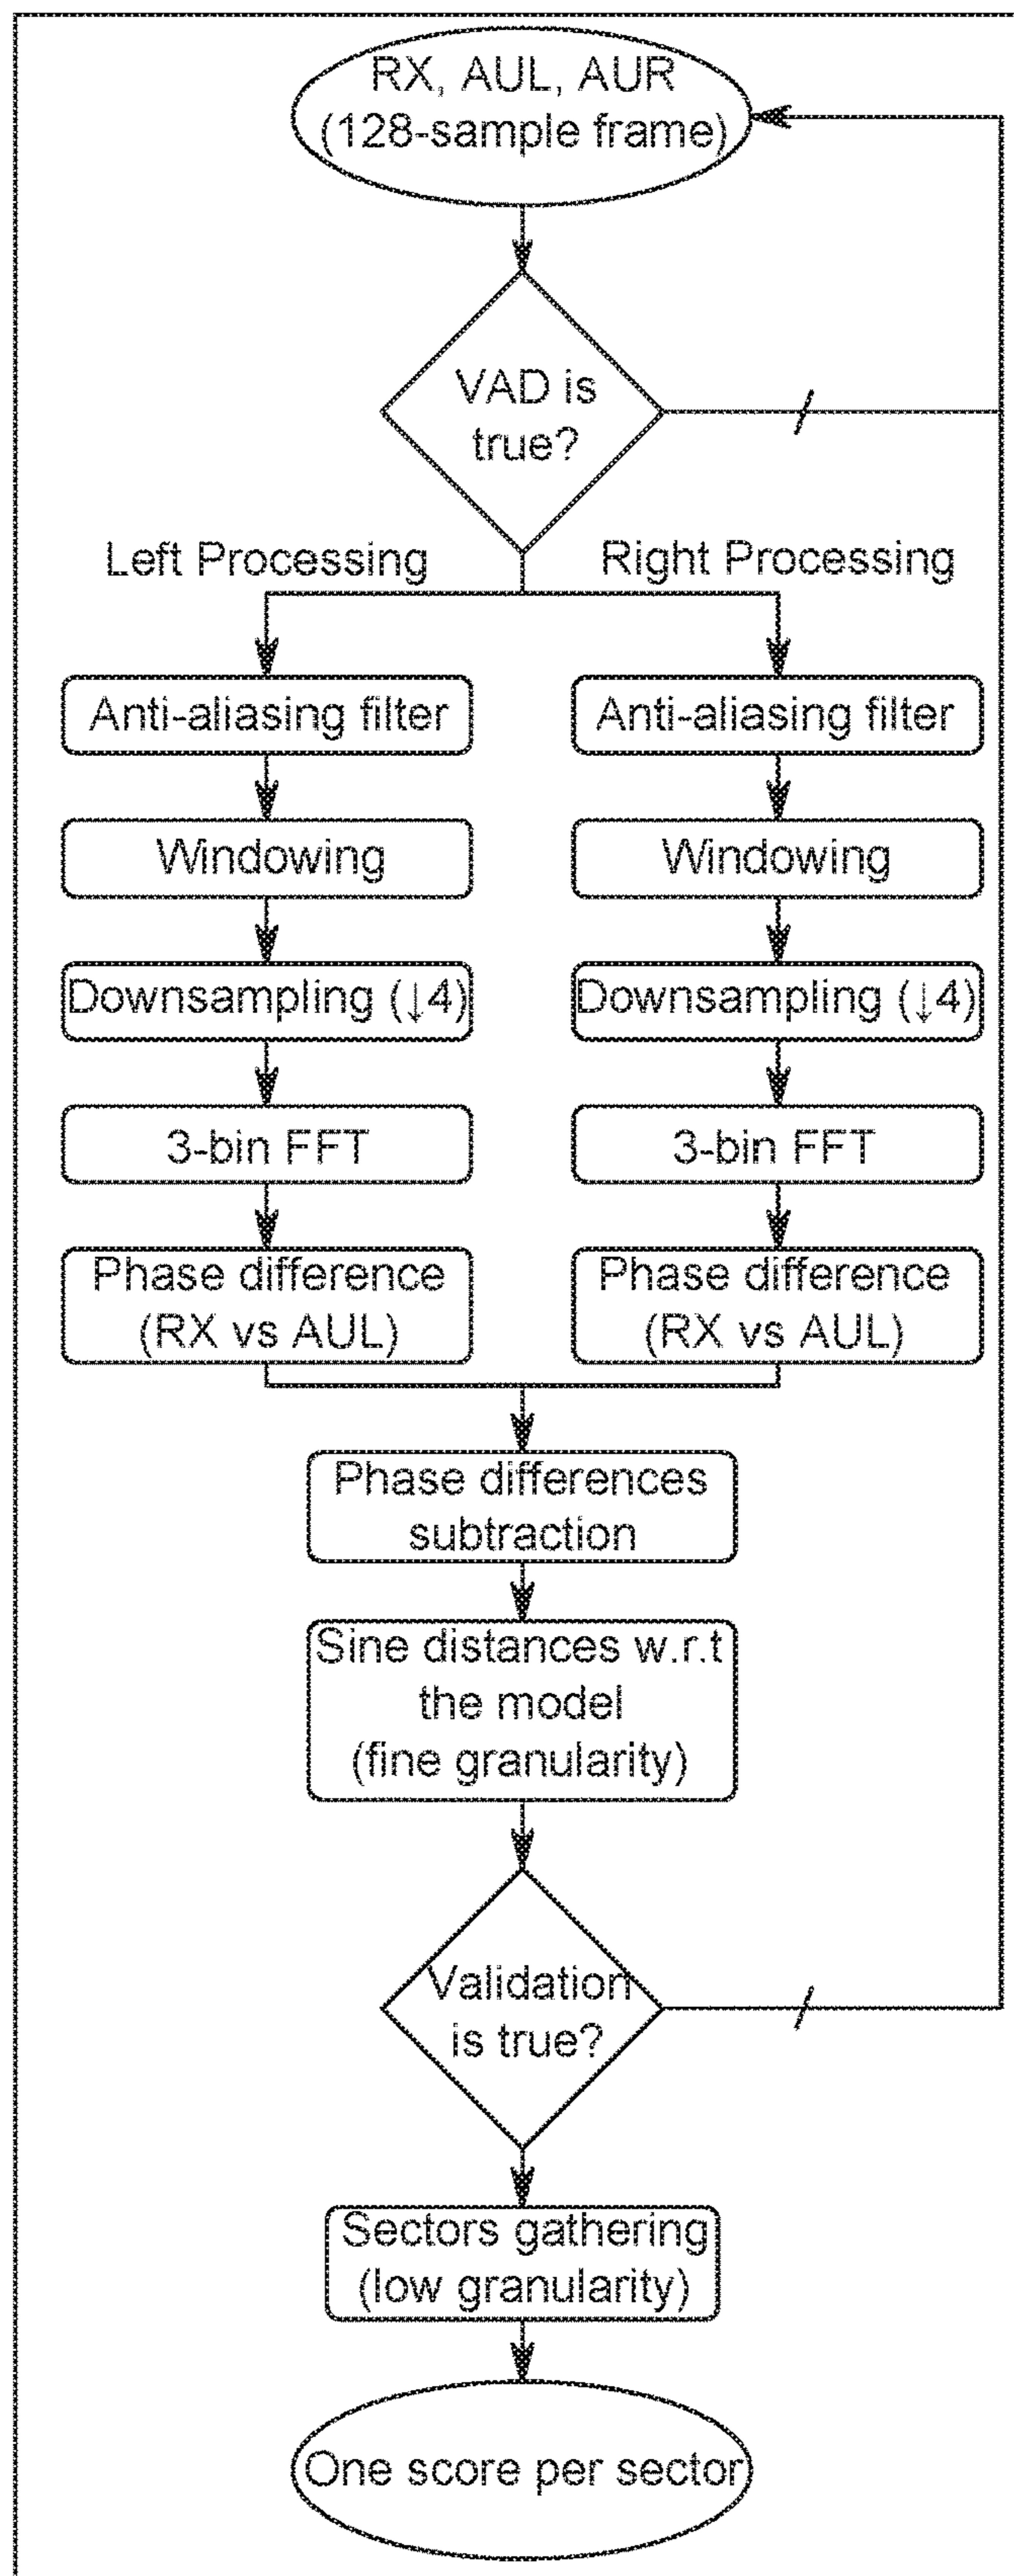 RX, AUL, AUR
(128-sample frame)
VAD is
true?
Left Processing
Right Processing
Anti-aliasing filter
Anti-aliasing filter
Windowing
Windowing
Downsampling (↓4)
Downsampling (↓4)
3-bin FFT
3-bin FFT
Phase difference
(RX vs AUL)
Phase difference
(RX vs AUL)
Phase differences
subtraction
Sine distances w.r.t
the model
(fine granularity)
Validation
is true?
Sectors gathering
(low granularity)
One score per sector